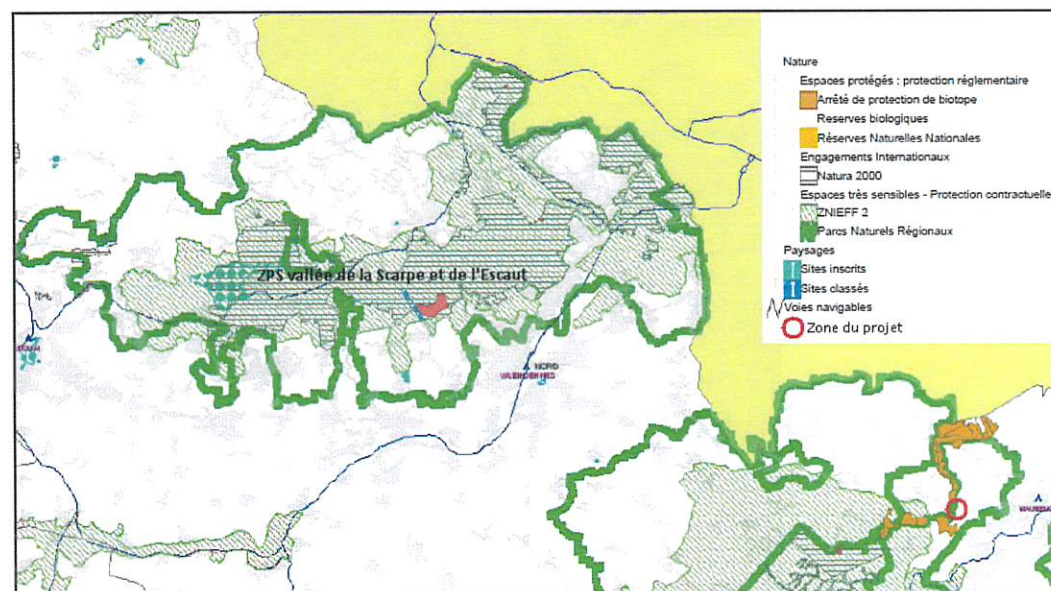 Nature
Espaces protégés : protection réglementaire
Arrêté de protection de biotope
Reserves biologiques
Réserves Naturelles Nationales
Engagements Internationaux
Natura 2000
Espaces très sensibles - Protection contractuelle
ZNIEFF 2
Parcs Naturels Régionaux
Paysages
Sites inscrits
Sites classés
Voies navigables
Zone du projet
ZPS vallée de la Scarpe et de l'Escaut
NORD
VALENCIENNES